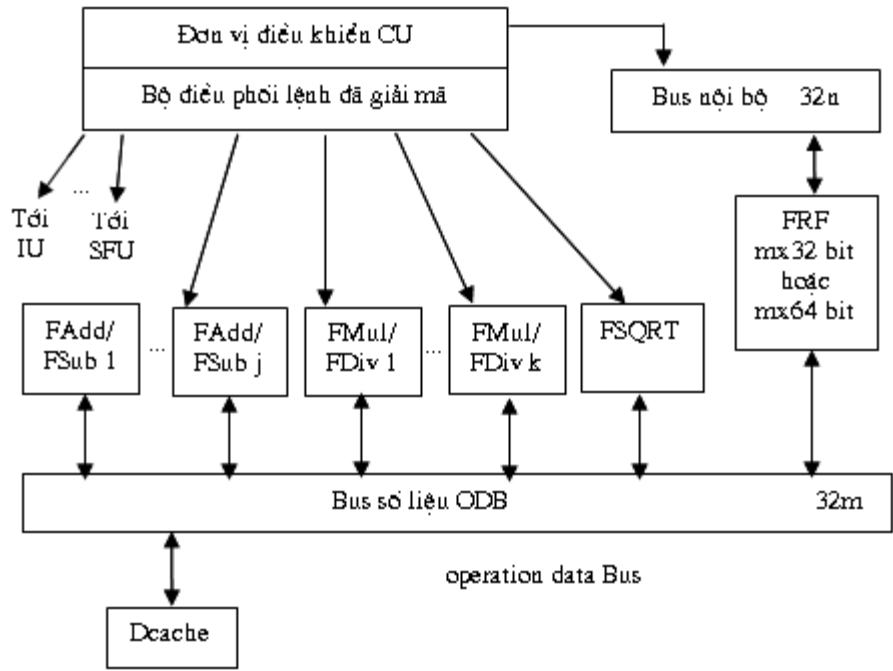 Đơn vị điều khiển CU
Bộ điều phối lệnh đã giải mã
Bus nội bộ 32n
...
Tới
IU
Tới
SFU
FRF
mx32 bit
hoặc
mx64 bit
FAdd/
FSub 1
...
FAdd/
FSub j
FMul/
FDiv 1
...
FMul/
FDiv k
FSQRT
Bus số liệu ODB 32m
operation data Bus
Dcache